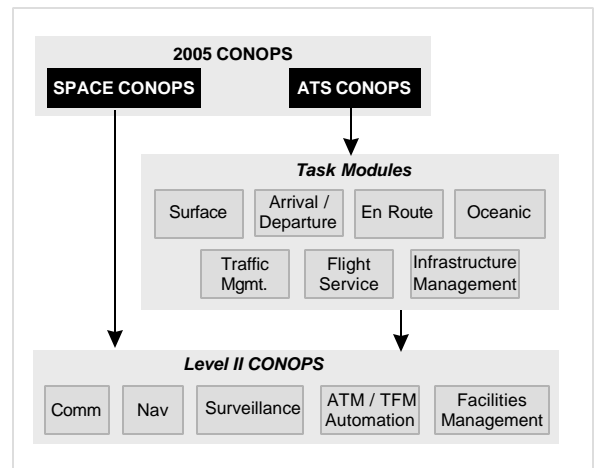 2005 CONOPS
SPACE CONOPS
ATS CONOPS
Task Modules
Surface
Arrival /
Departure
En Route
Oceanic
Traffic
Mgmt.
Flight
Service
Infrastructure
Management
Level II CONOPS
Comm
Nav
Surveillance
ATM / TFM
Automation
Facilities
Management